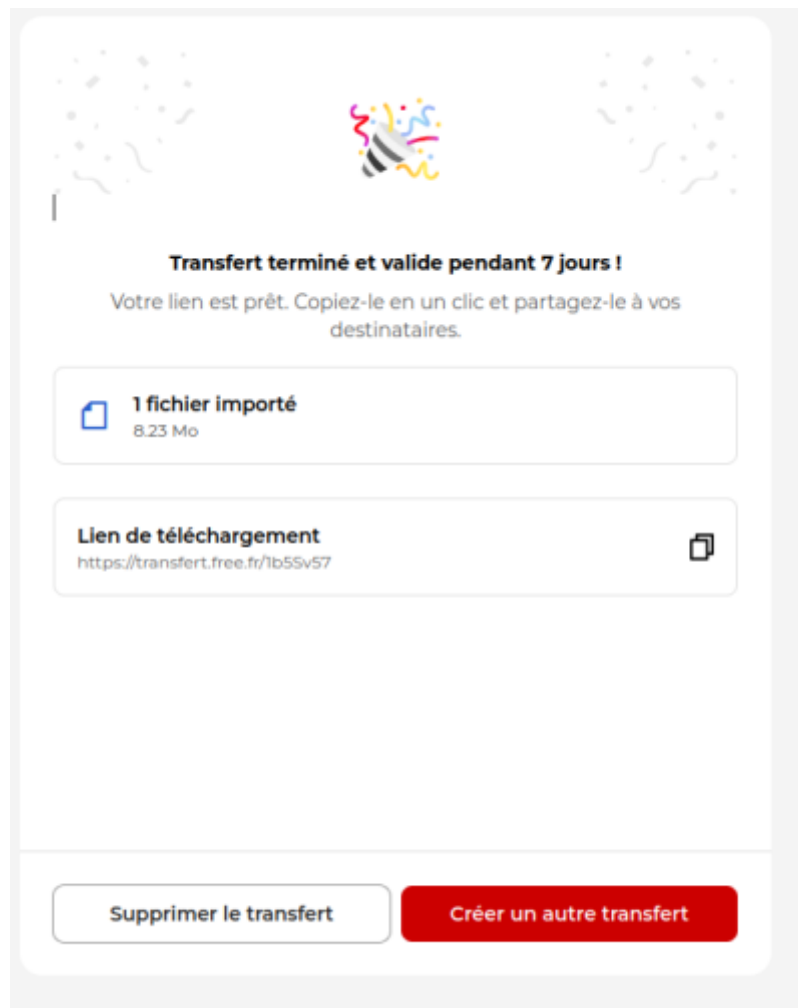 Transfert terminé et valide pendant 7 jours !
Votre lien est prêt. Copiez-le en un clic et partagez-le à vos
destinataires.
1 fichier importé
8.23 Mo
Lien de téléchargement
https://transfert.free.fr/1b55v57
Supprimer le transfert
Créer un autre transfert